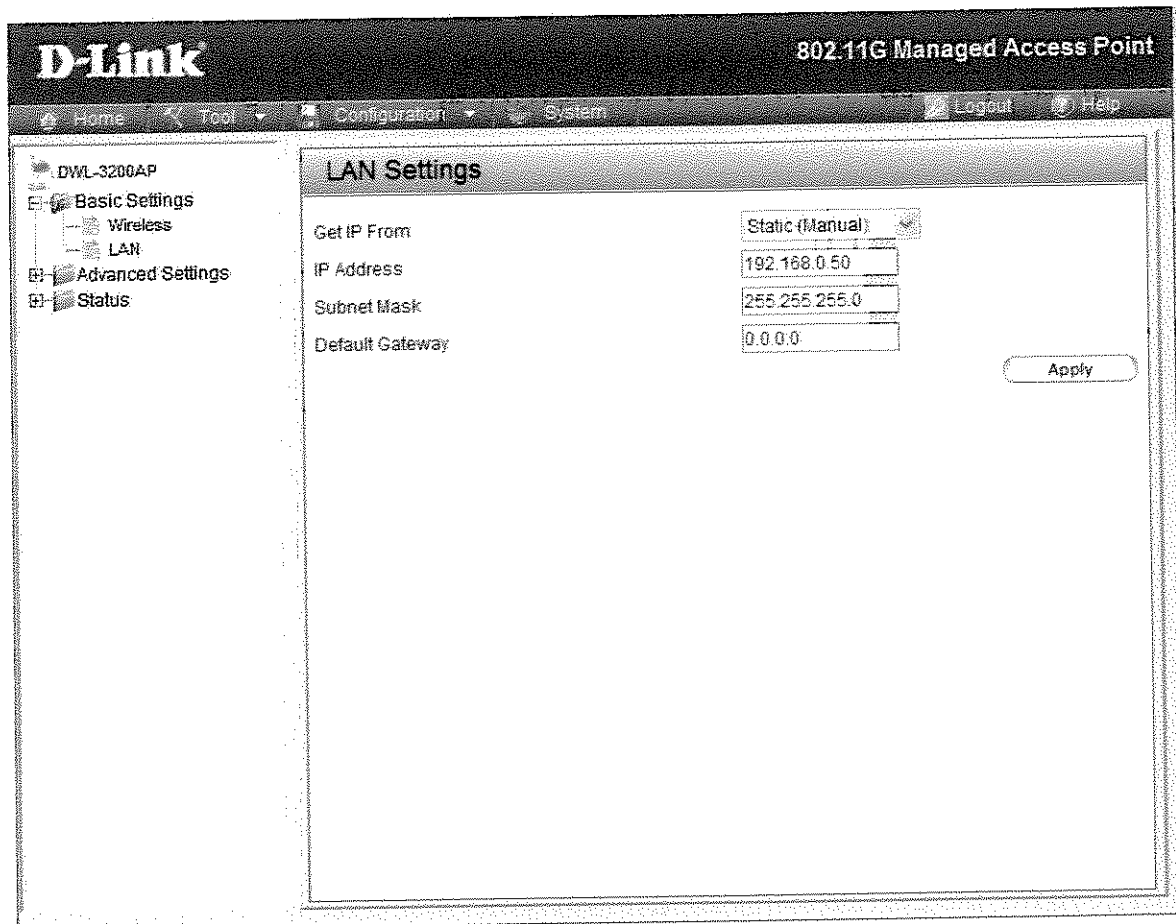 D-Link
802.11G Managed Access Point
Home Tool Configuration System Logout Help
DWL-3200AP
Basic Settings
Wireless
LAN
Advanced Settings
Status
LAN Settings
Get IP From Static (Manual)
IP Address 192.168.0.50
Subnet Mask 255.255.255.0
Default Gateway 0.0.0.0
Apply